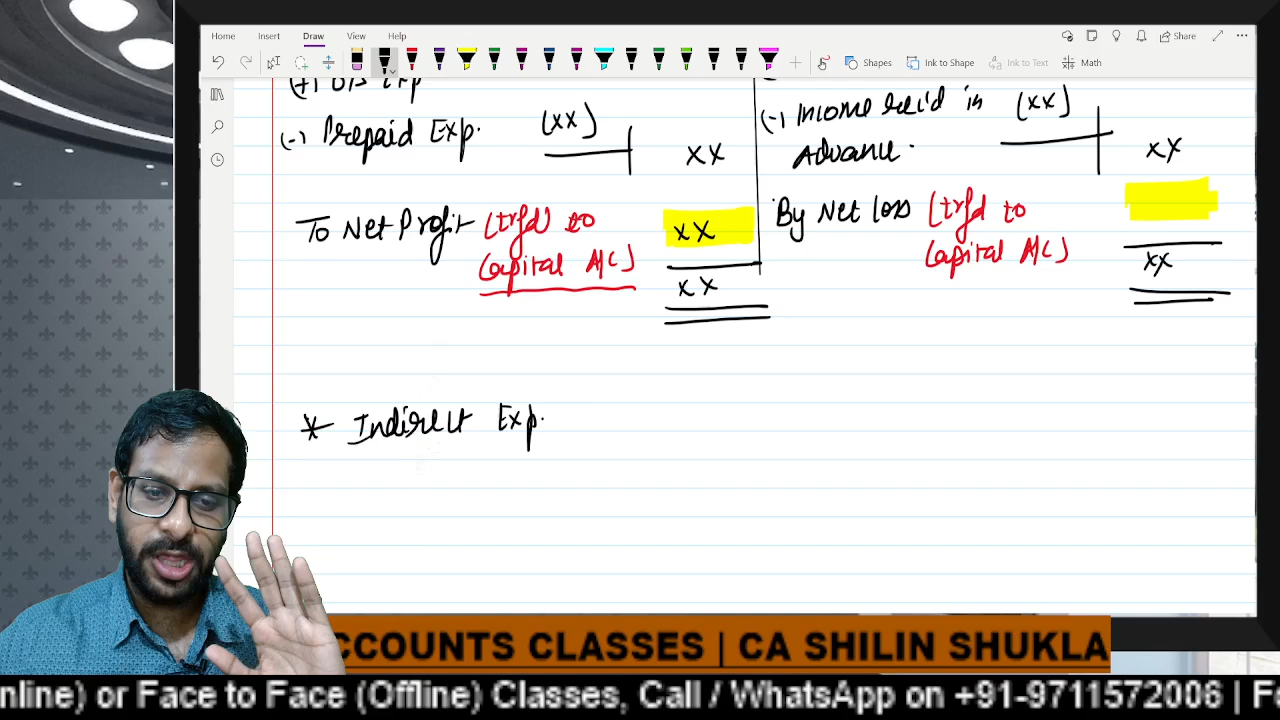 Home Insert Draw View Help Share
Shapes Ink to Shape Ink to Text Math
(-) Prepaid Exp. (xx)
xx
To Net Profit (trfd) to
Capital A/c) xx
xx
(-) Income rec'd in (xx)
Advance. xx
By Net loss (trfd to
Capital A/c)
xx
* Indirect Exp.
CCOUNTS CLASSES | CA SHILIN SHUKLA
nline) or Face to Face (Offline) Classes, Call / WhatsApp on +91-9711572006 | Fa